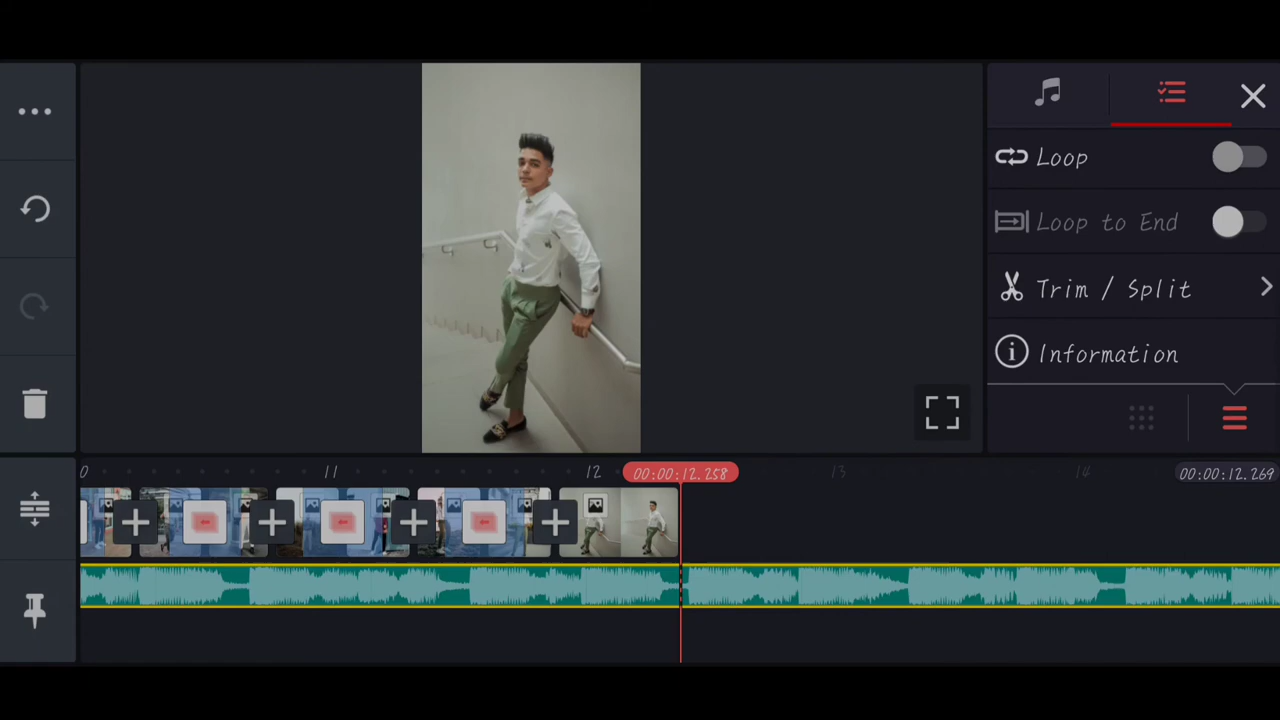 Loop
Loop to End
Trim / Split
Information
0
11
12
00:00:12.258
13
14
00:00:12.269